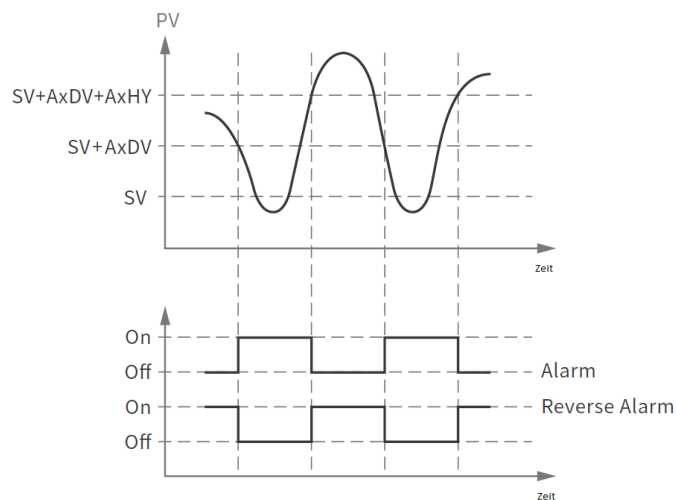 PV
SV+AxDV+AxHY
SV+AxDV
SV
Zeit
On
Off
Alarm
On
Reverse Alarm
Off
Zeit